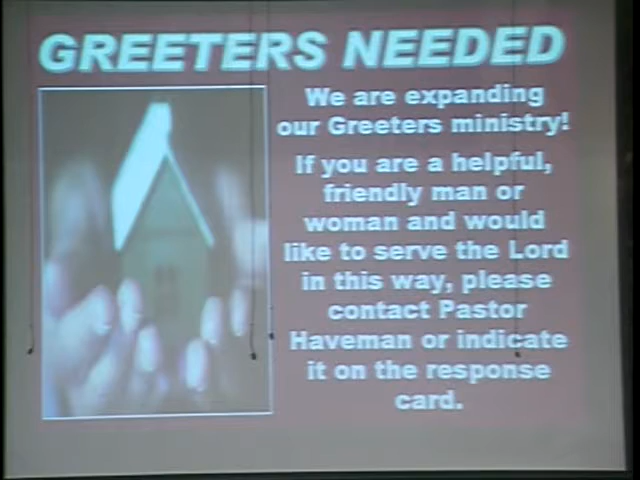 GREETERS NEEDED
We are expanding
our Greeters ministry!
If you are a helpful,
friendly man or
woman and would
like to serve the Lord
in this way, please
contact Pastor
Haveman or indicate
it on the response
card.